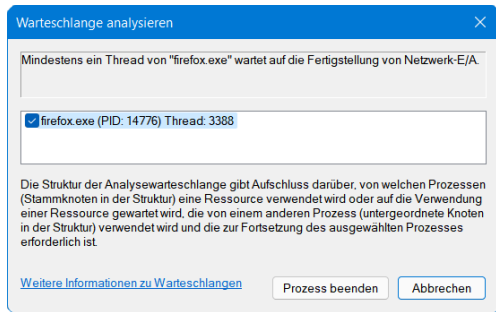 Warteschlange analysieren
Mindestens ein Thread von "firefox.exe" wartet auf die Fertigstellung von Netzwerk-E/A.
firefox.exe (PID: 14776) Thread: 3388
Die Struktur der Analysewarteschlange gibt Aufschluss darüber, von welchen Prozessen
(Stammknoten in der Struktur) eine Ressource verwendet wird oder auf die Verwendung
einer Ressource gewartet wird, die von einem anderen Prozess (untergeordnete Knoten
in der Struktur) verwendet wird und die zur Fortsetzung des ausgewählten Prozesses
erforderlich ist.
Weitere Informationen zu Warteschlangen
Prozess beenden
Abbrechen